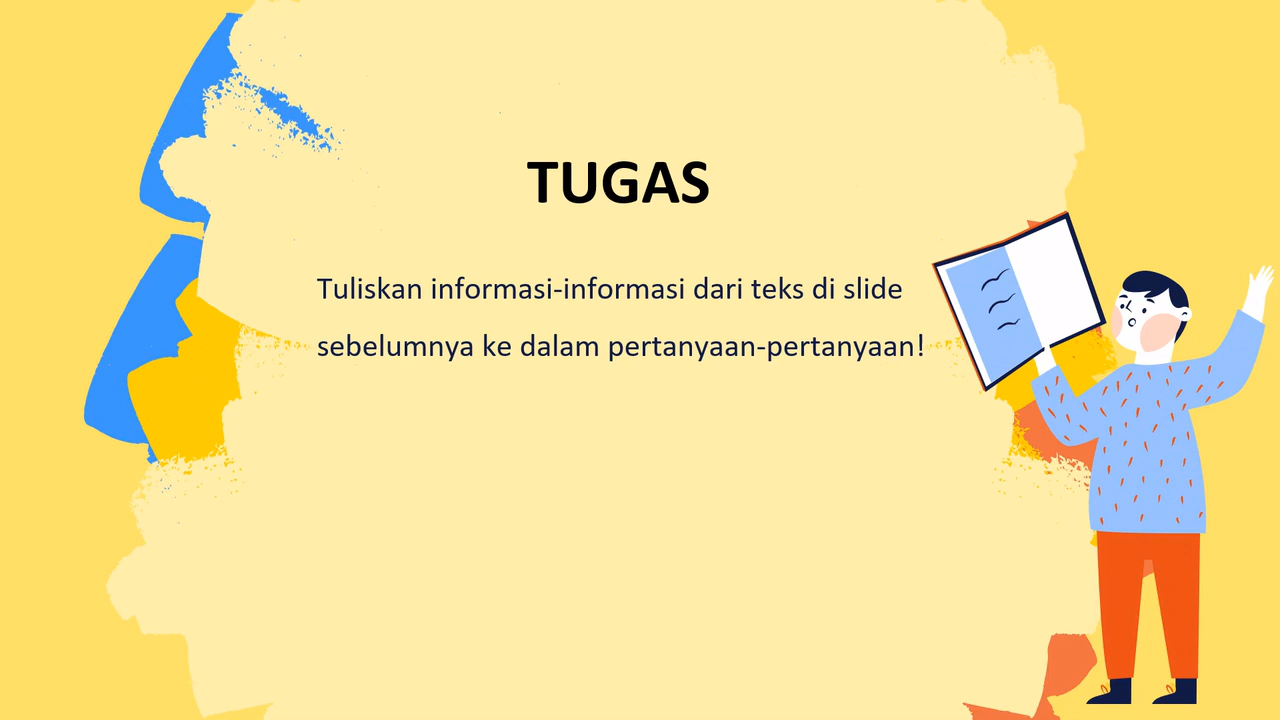 TUGAS
Tuliskan informasi-informasi dari teks di slide
sebelumnya ke dalam pertanyaan-pertanyaan!